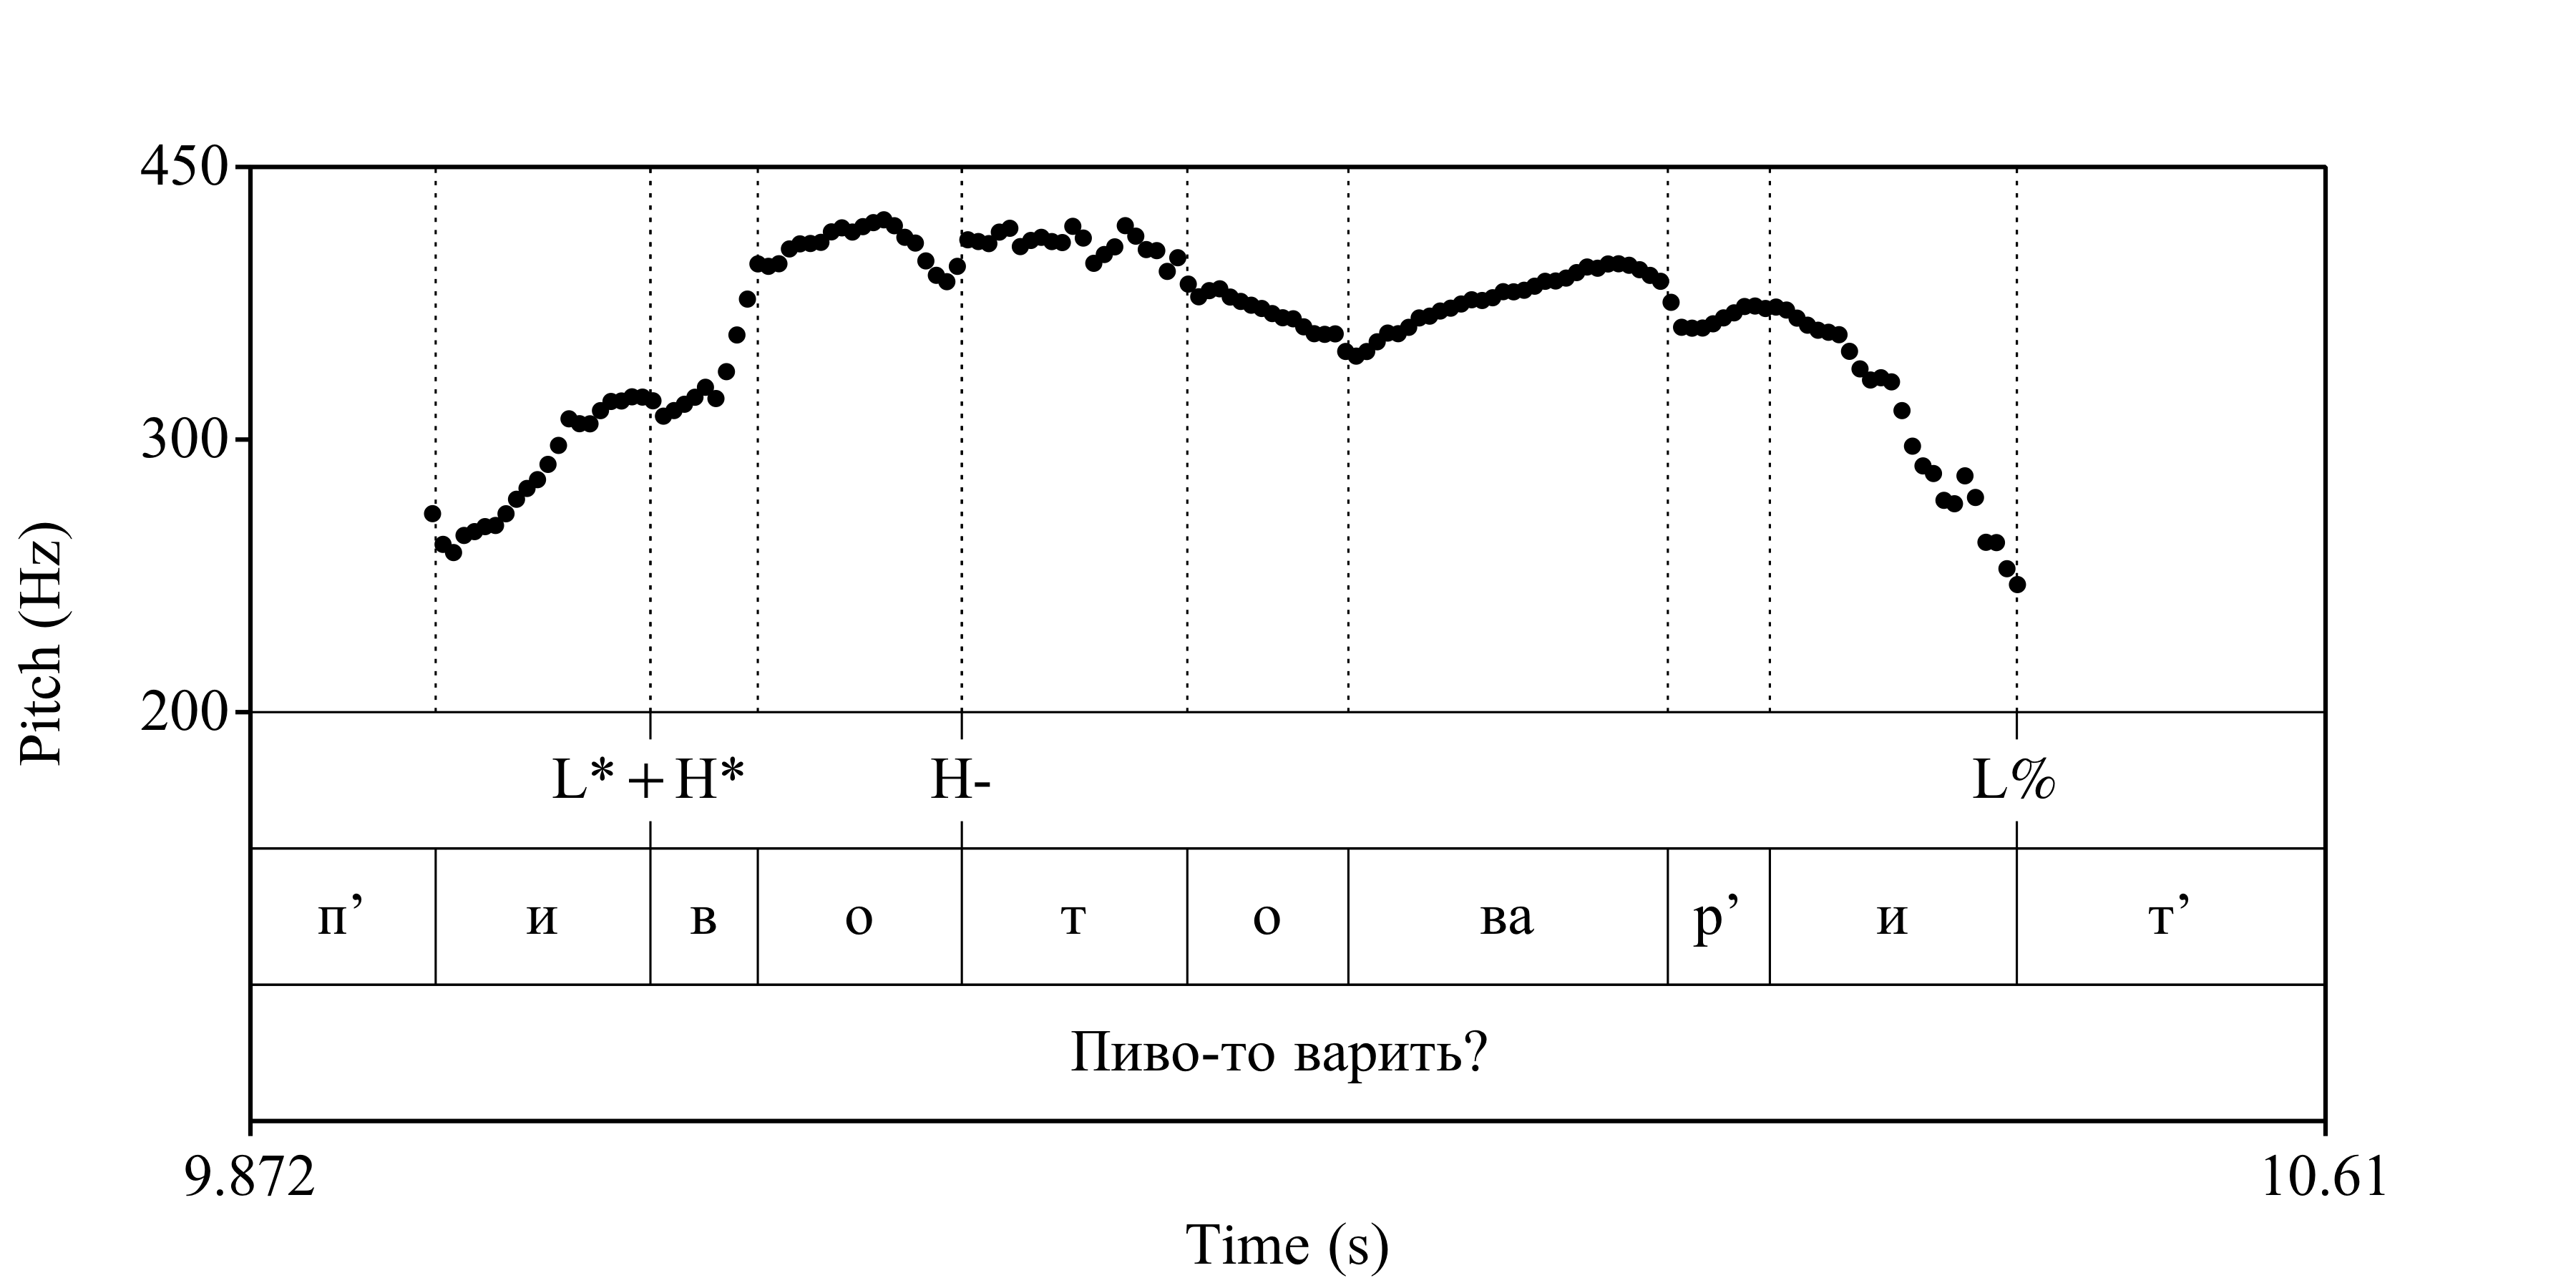 450
300
200
Pitch (Hz)
L* + H* H- L%
п’ и в о т о ва р’ и т’
Пиво-то варить?
9.872 10.61
Time (s)